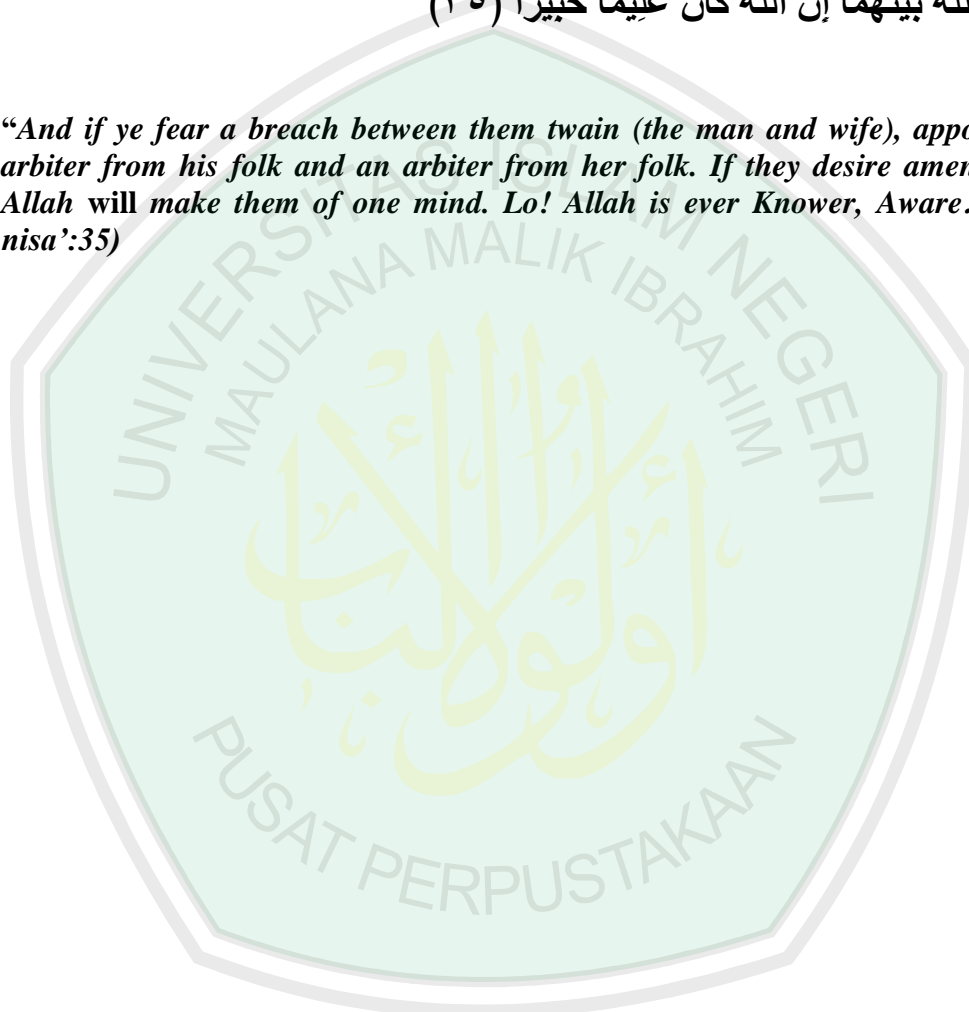 بينهما إن الله كان عَلِيمًا خبيرا (٣٥)
“And if ye fear a breach between them twain (the man and wife), appo
arbiter from his folk and an arbiter from her folk. If they desire amen
Allah will make them of one mind. Lo! Allah is ever Knower, Aware.
nisa’:35)
UNIVERSITAS ISLAM NEGERI
MAULANA MALIK IBRAHIM
PUSAT PERPUSTAKAAN